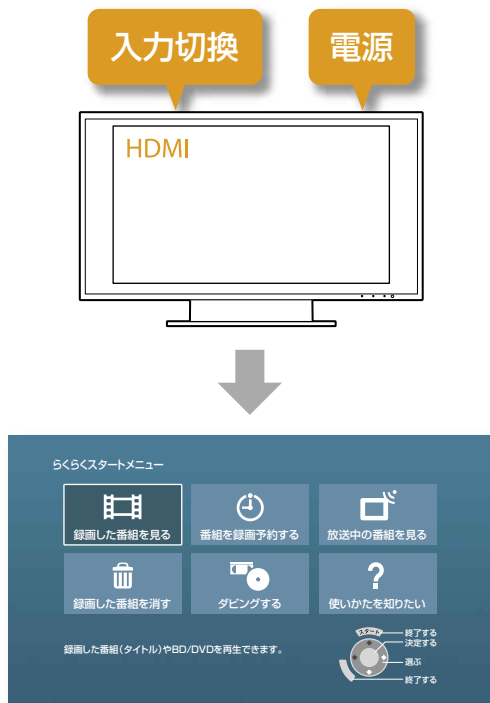 入力切換
電源
HDMI
らくらくスタートメニュー
録画した番組を見る
番組を録画予約する
放送中の番組を見る
録画した番組を消す
ダビングする
使いかたを知りたい
?
録画した番組(タイトル)やBD/DVDを再生できます。
スタート
終了する
決定する
選ぶ
終了する